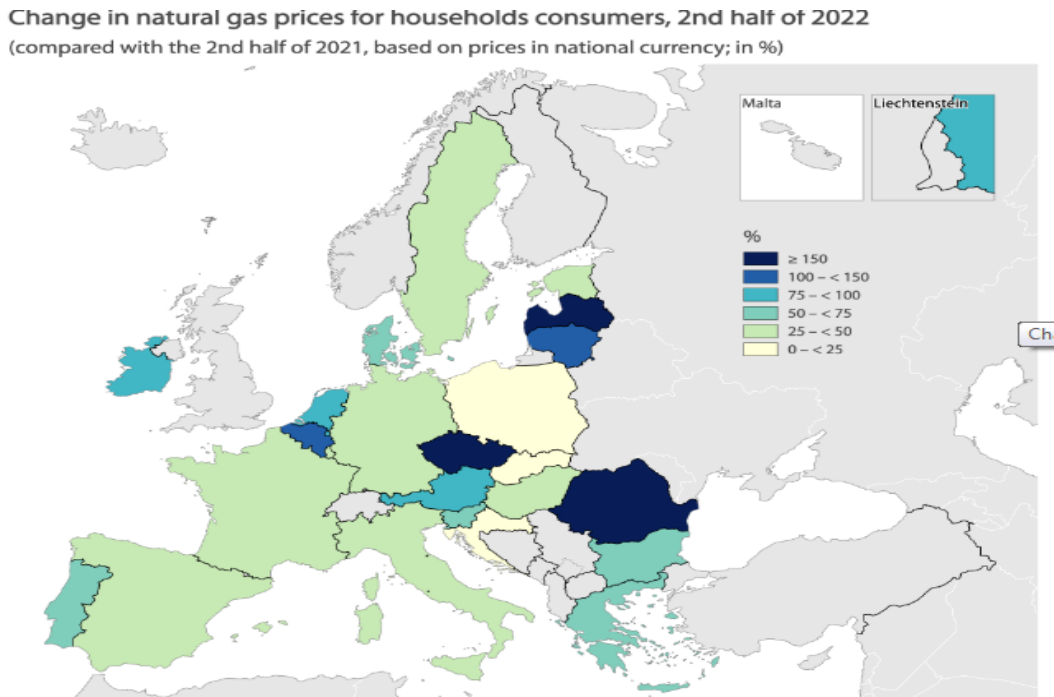 Change in natural gas prices for households consumers, 2nd half of 2022
(compared with the 2nd half of 2021, based on prices in national currency; in %)
Malta
Liechtenstein
%
≥ 150
100 – < 150
75 – < 100
50 – < 75
25 – < 50
0 – < 25